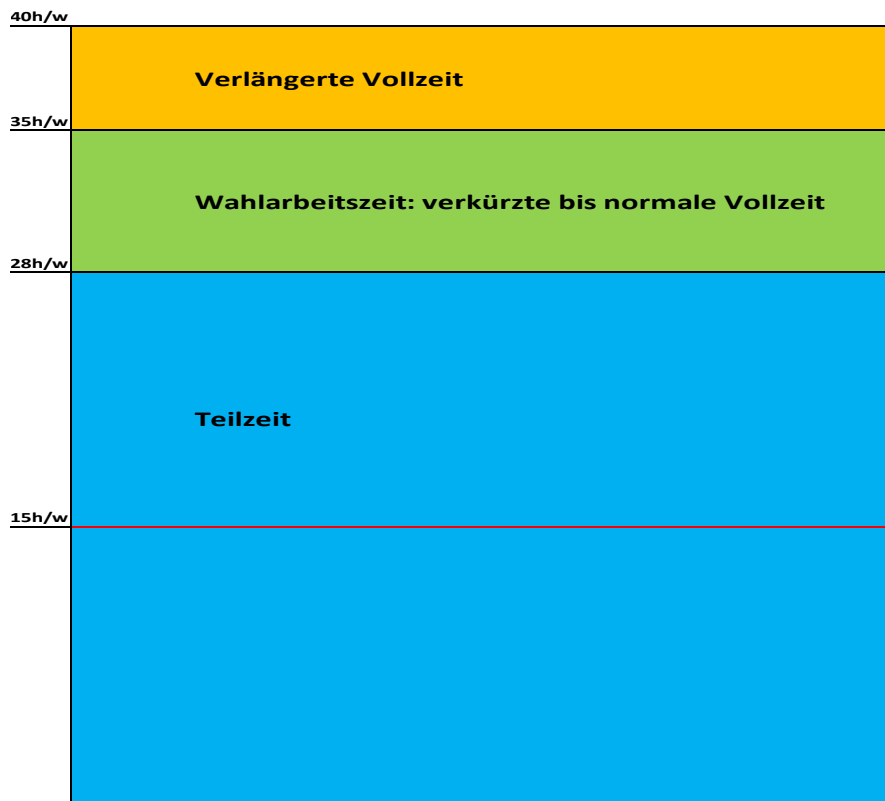 40h/w
Verlängerte Vollzeit
35h/w
Wahlarbeitszeit: verkürzte bis normale Vollzeit
28h/w
Teilzeit
15h/w